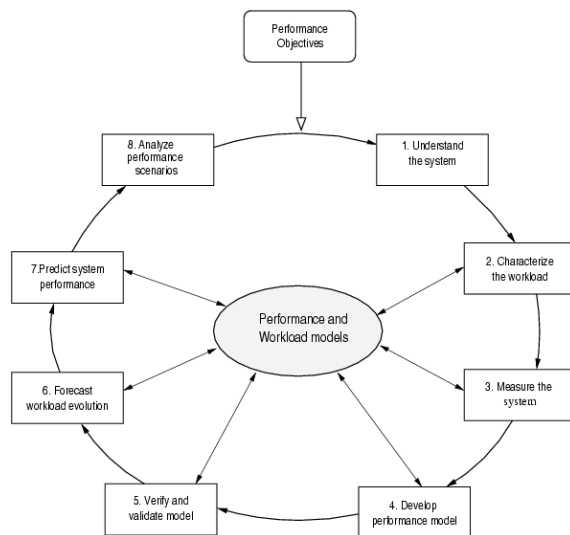 Performance
Objectives
8. Analyze
performance
scenarios
1. Understand
the system
7.Predict system
performance
2. Characterize
the workload
Performance and
Workload models
6. Forecast
workload evolution
3. Measure the
system
5. Verify and
validate model
4. Develop
performance model